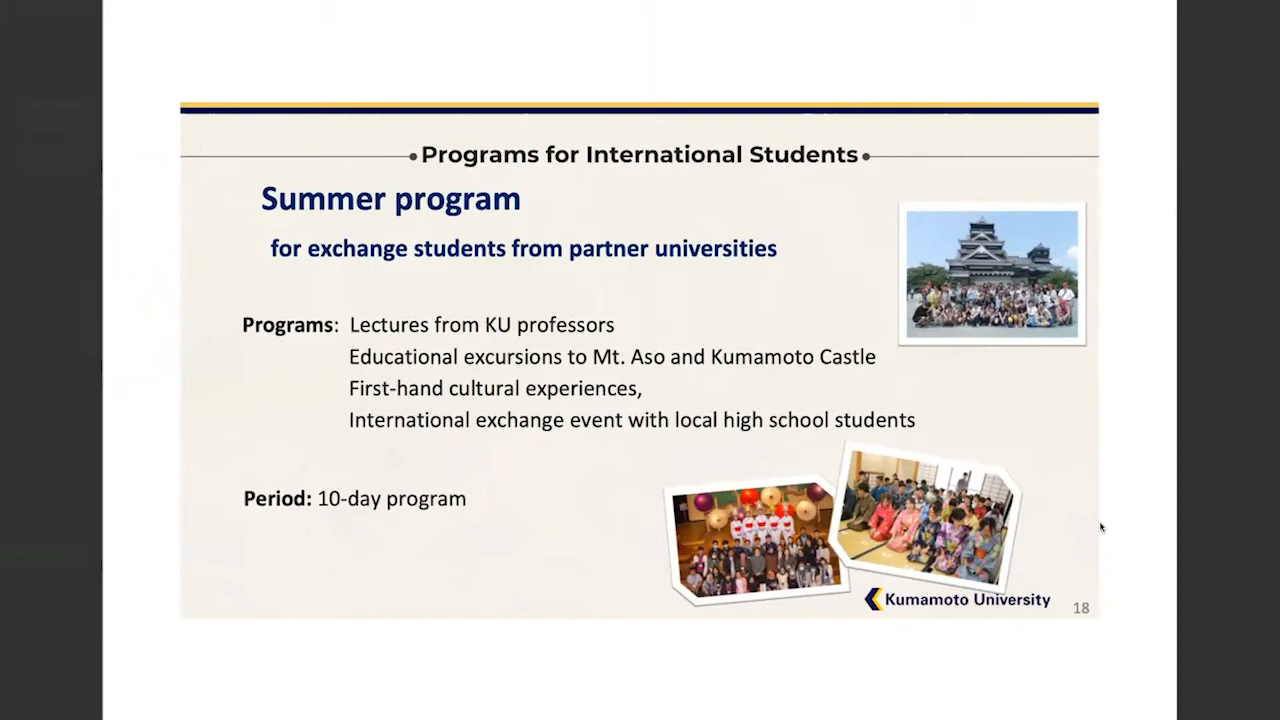 Programs for International Students
Summer program
for exchange students from partner universities
Programs: Lectures from KU professors
Educational excursions to Mt. Aso and Kumamoto Castle
First-hand cultural experiences,
International exchange event with local high school students
Period: 10-day program
Kumamoto University
18